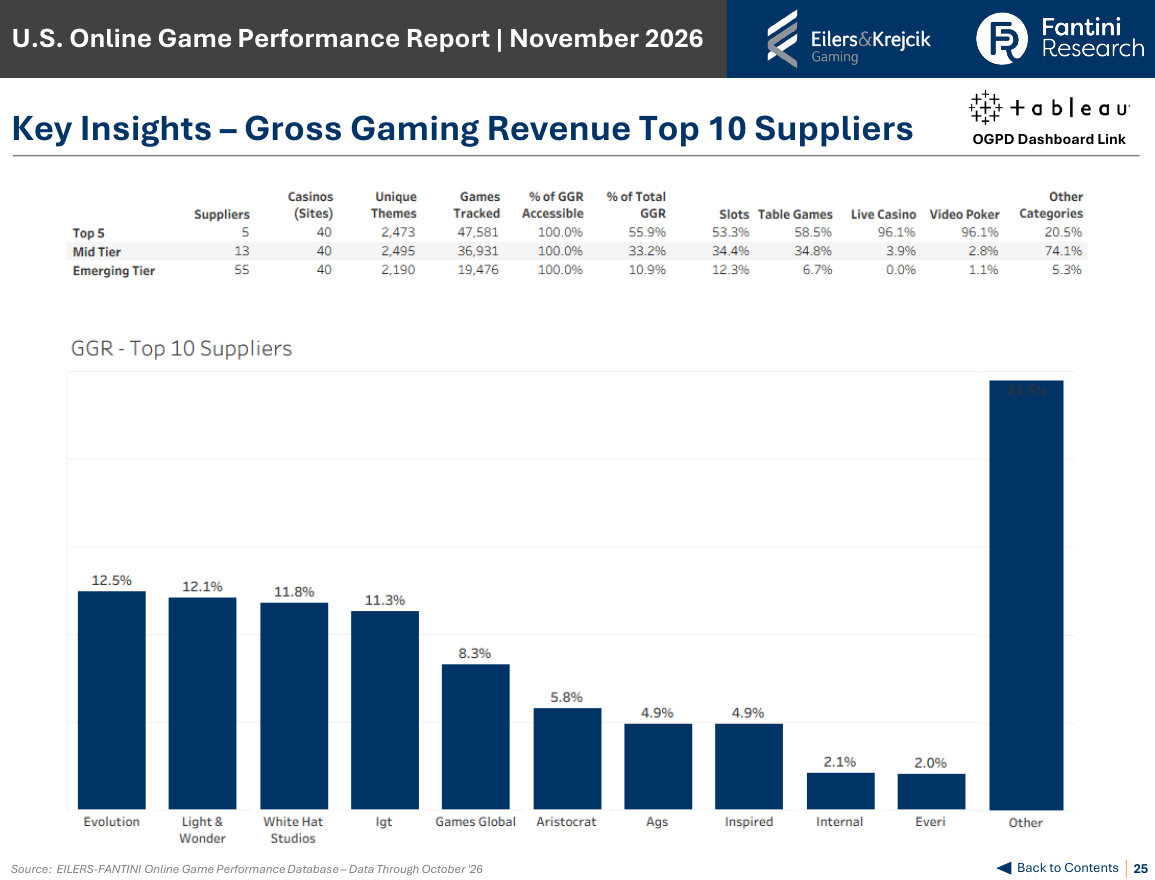 U.S. Online Game Performance Report | November 2026
Eilers&Krejcik
Gaming
Fantini
Research
Key Insights – Gross Gaming Revenue Top 10 Suppliers
+ a b l e a u
OGPD Dashboard Link
Suppliers Casinos (Sites) Unique Themes Games Tracked % of GGR Accessible % of Total GGR Slots Table Games Live Casino Video Poker Other Categories
Top 5 5 40 2,473 47,581 100.0% 55.9% 53.3% 58.5% 96.1% 96.1% 20.5%
Mid Tier 13 40 2,495 36,931 100.0% 33.2% 34.4% 34.8% 3.9% 2.8% 74.1%
Emerging Tier 55 40 2,190 19,476 100.0% 10.9% 12.3% 6.7% 0.0% 1.1% 5.3%
GGR - Top 10 Suppliers
24.5%
12.5%
12.1%
11.8%
11.3%
8.3%
5.8%
4.9%
4.9%
2.1%
2.0%
Evolution
Light & Wonder
White Hat Studios
Igt
Games Global
Aristocrat
Ags
Inspired
Internal
Everi
Other
Source: EILERS-FANTINI Online Game Performance Database – Data Through October '26
Back to Contents | 25